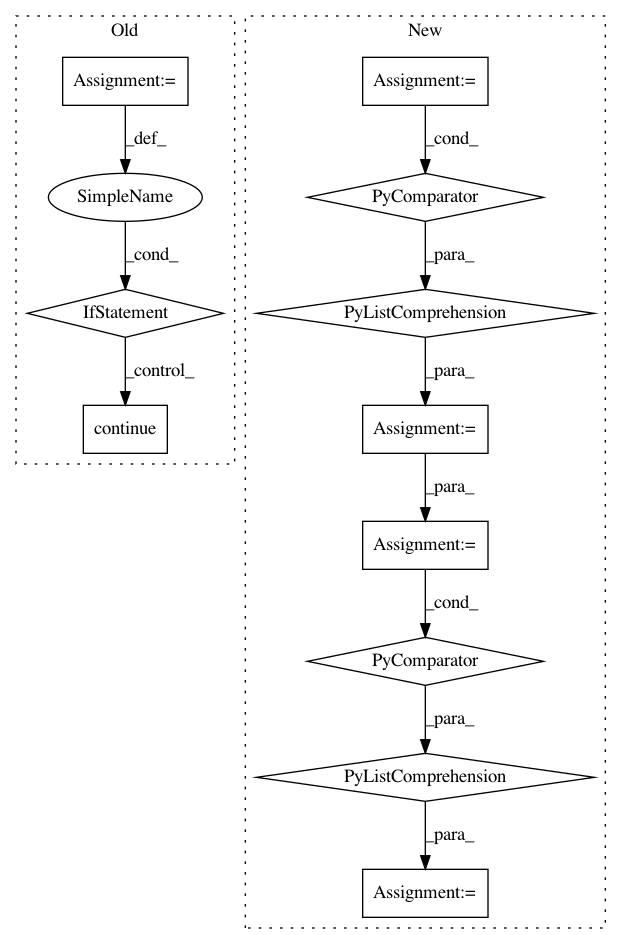 Old
Assignment:=
_def_
SimpleName
_cond_
IfStatement
_control_
continue
New
Assignment:=
_cond_
PyComparator
_para_
PyListComprehension
_para_
Assignment:=
_para_
Assignment:=
_cond_
PyComparator
_para_
PyListComprehension
_para_
Assignment:=